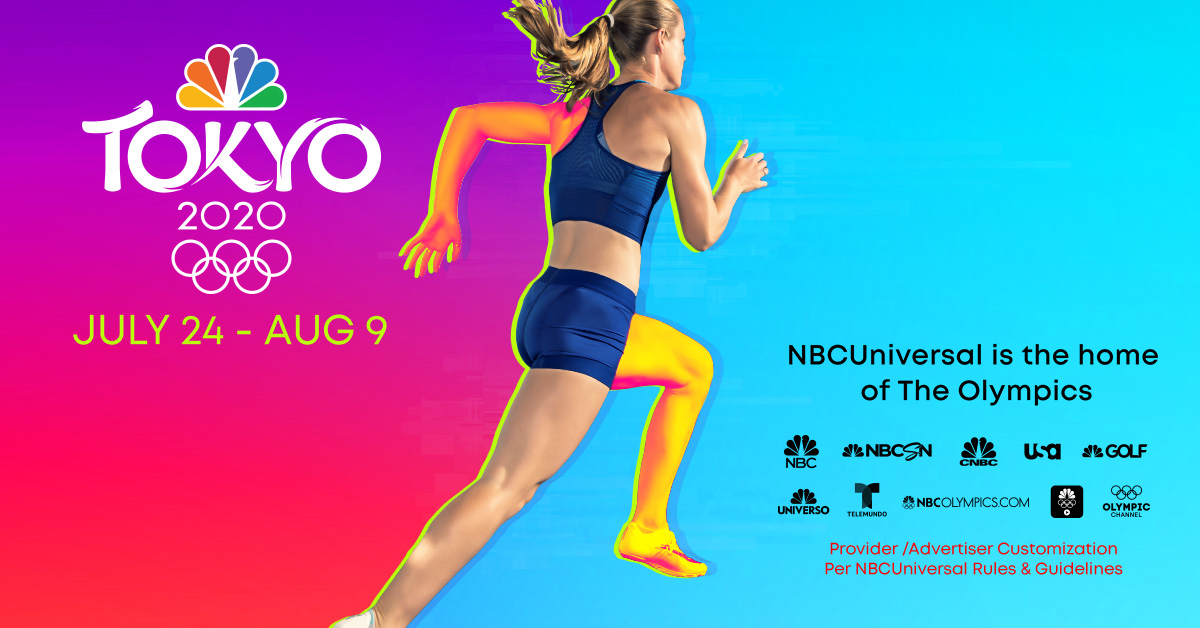 TOKYO
2020
JULY 24 - AUG 9
NBCUniversal is the home
of The Olympics
NBC
NBCSN
CNBC
USA
GOLF
UNIVERSO
TELEMUNDO
NBCOLYMPICS.COM
OLYMPIC
CHANNEL
Provider /Advertiser Customization
Per NBCUniversal Rules & Guidelines